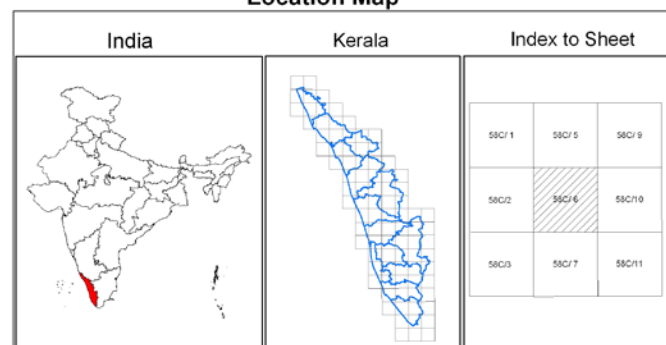 Location Map
India
Kerala
Index to Sheet
58C/ 1
58C/ 5
58C/ 9
58C/2
58C/ 6
58C/10
58C/3
58C/ 7
58C/11